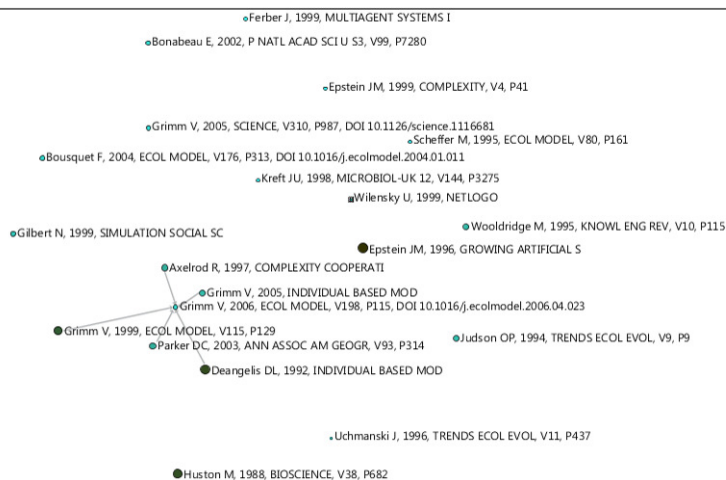 Ferber J, 1999, MULTIAGENT SYSTEMS I
Bonabeau E, 2002, P NATL ACAD SCI U S3, V99, P7280
Epstein JM, 1999, COMPLEXITY, V4, P41
Grimm V, 2005, SCIENCE, V310, P987, DOI 10.1126/science.1116681
Scheffer M, 1995, ECOL MODEL, V80, P161
Bousquet F, 2004, ECOL MODEL, V176, P313, DOI 10.1016/j.ecolmodel.2004.01.011
Kreft JU, 1998, MICROBIOL-UK 12, V144, P3275
Wilensky U, 1999, NETLOGO
Wooldridge M, 1995, KNOWL ENG REV, V10, P115
Gilbert N, 1999, SIMULATION SOCIAL SC
Epstein JM, 1996, GROWING ARTIFICIAL S
Axelrod R, 1997, COMPLEXITY COOPERATI
Grimm V, 2005, INDIVIDUAL BASED MOD
Grimm V, 2006, ECOL MODEL, V198, P115, DOI 10.1016/j.ecolmodel.2006.04.023
Grimm V, 1999, ECOL MODEL, V115, P129
Judson OP, 1994, TRENDS ECOL EVOL, V9, P9
Parker DC, 2003, ANN ASSOC AM GEOGR, V93, P314
Deangelis DL, 1992, INDIVIDUAL BASED MOD
Uchmanski J, 1996, TRENDS ECOL EVOL, V11, P437
Huston M, 1988, BIOSCIENCE, V38, P682